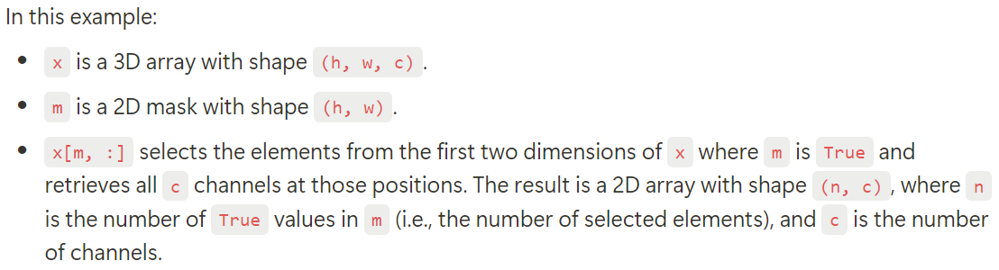 In this example:
• x is a 3D array with shape (h, w, c).
• m is a 2D mask with shape (h, w).
• x[m, :] selects the elements from the first two dimensions of x where m is True and
retrieves all c channels at those positions. The result is a 2D array with shape (n, c), where n
is the number of True values in m (i.e., the number of selected elements), and c is the number
of channels.